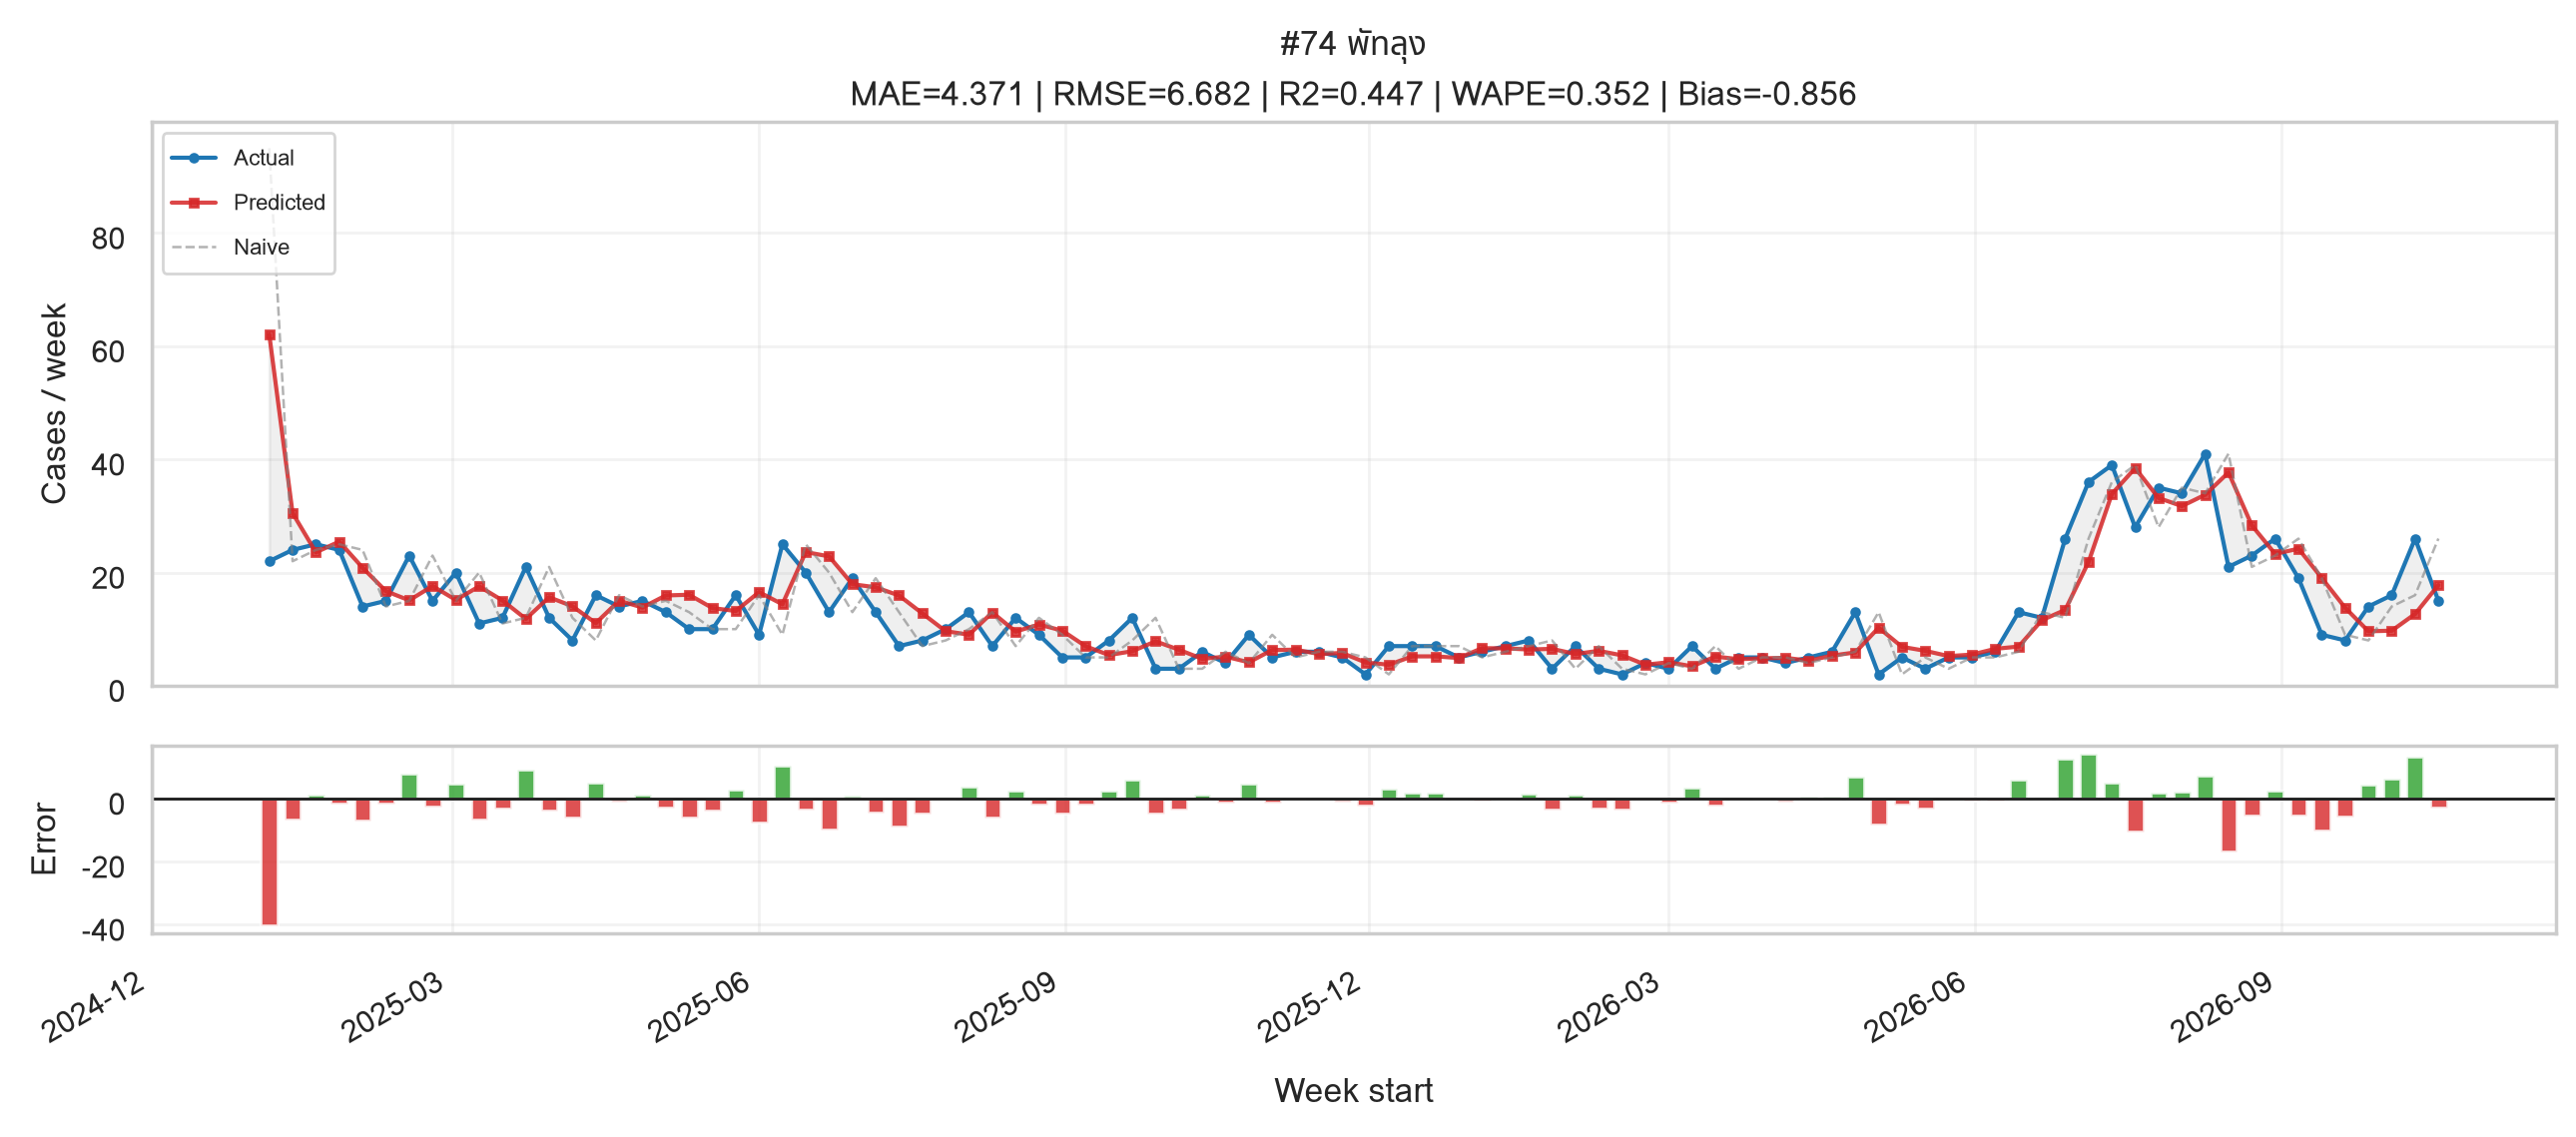 #74 พัทลุง
MAE=4.371 | RMSE=6.682 | R2=0.447 | WAPE=0.352 | Bias=-0.856
Actual
Predicted
Naive
Cases / week
80
60
40
20
0
Error
0
-20
-40
2024-12
2025-03
2025-06
2025-09
2025-12
2026-03
2026-06
2026-09
Week start